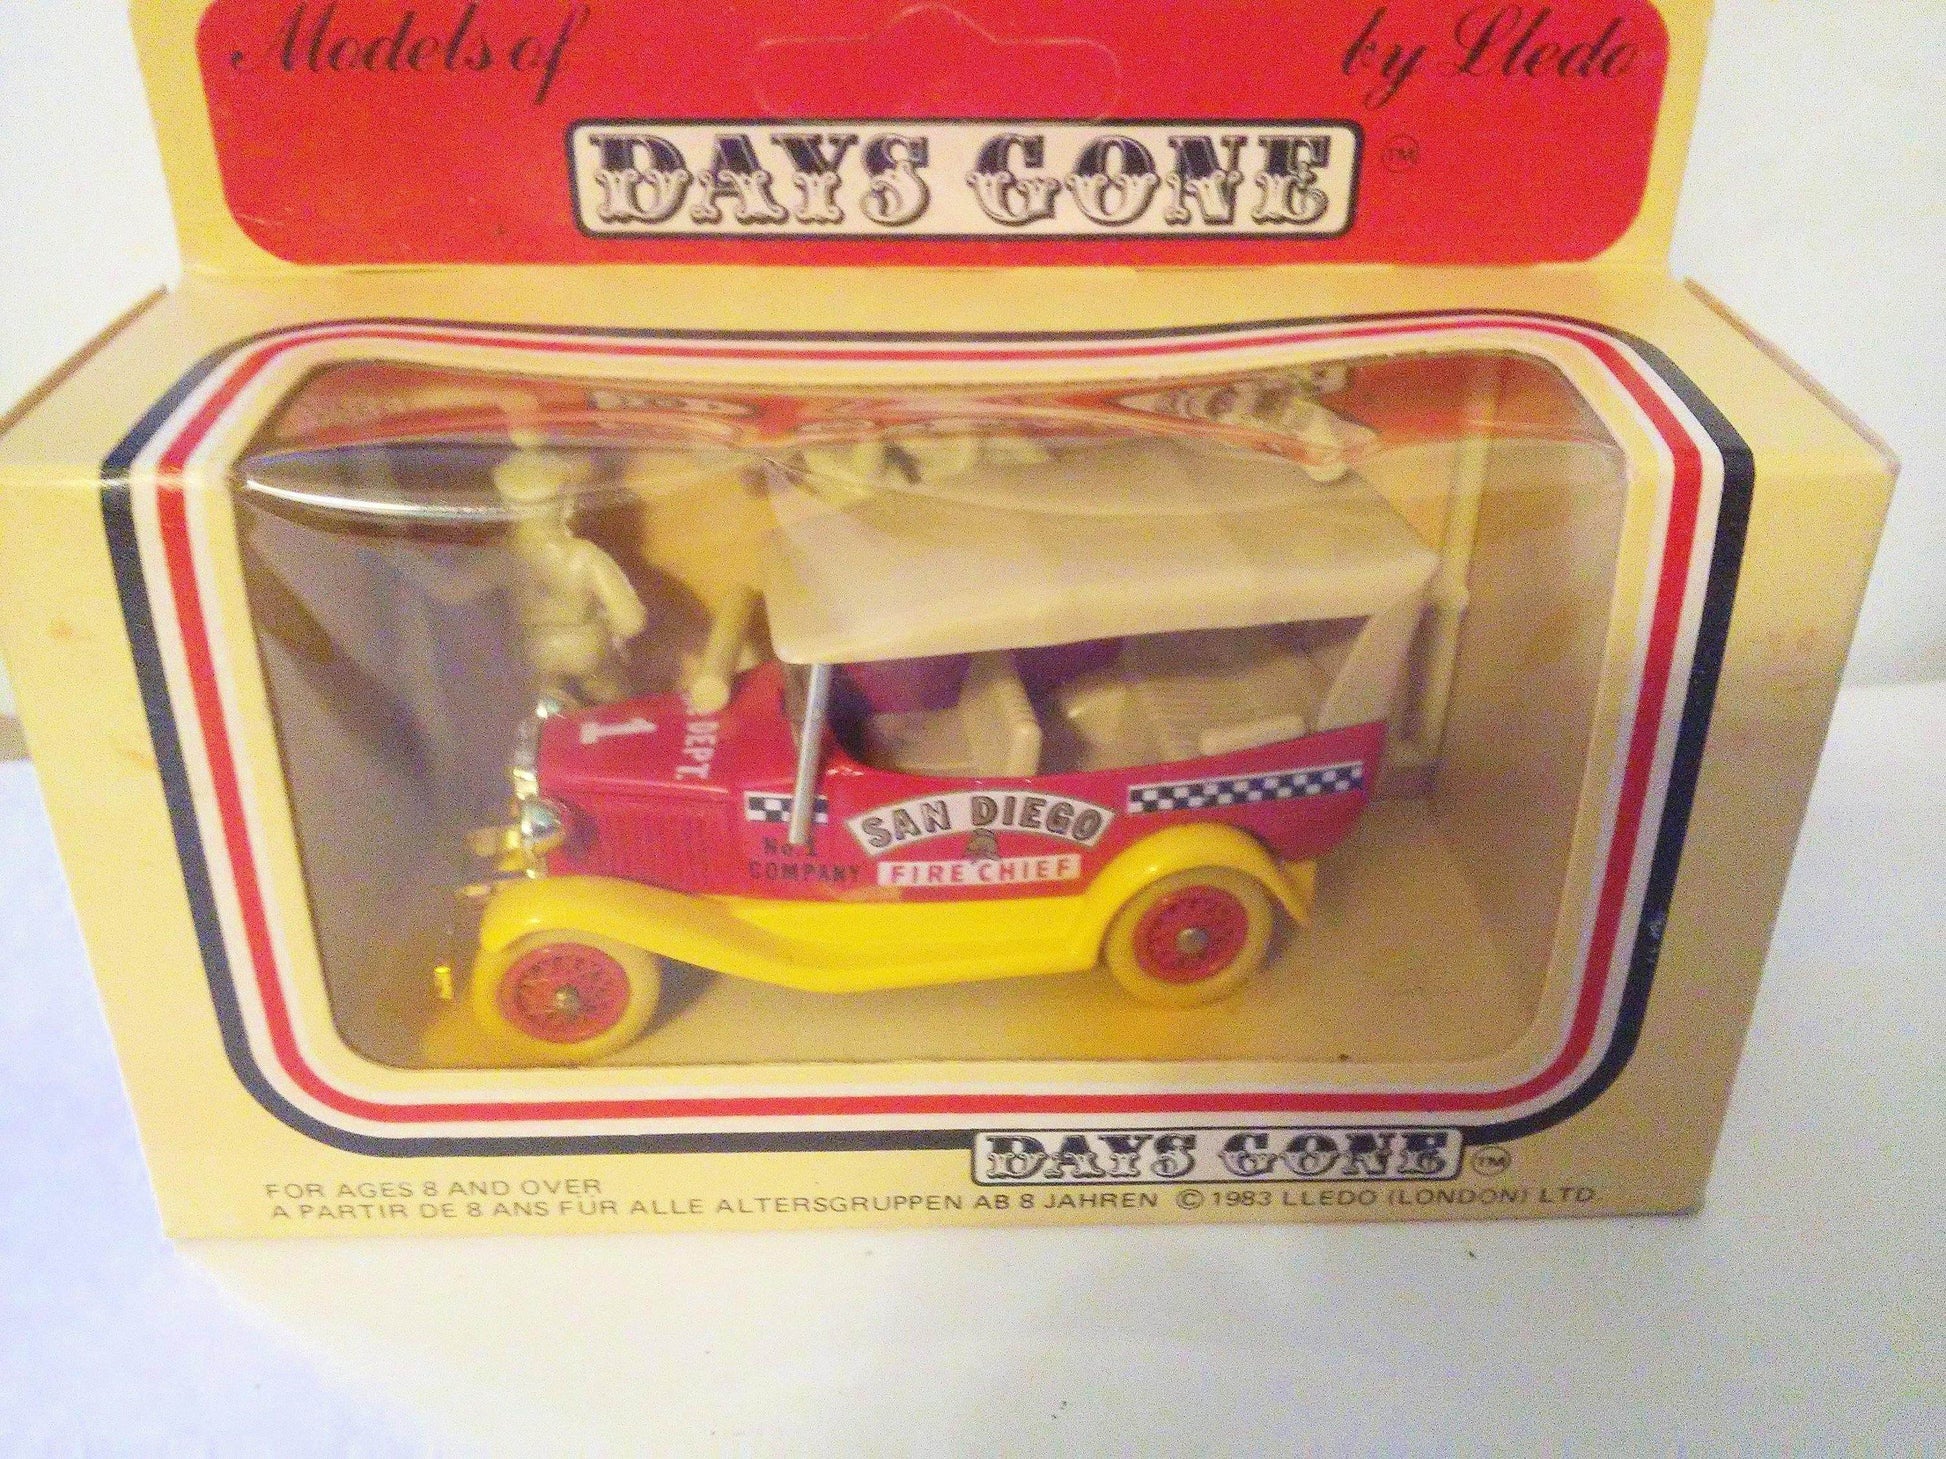 Models of by Lledo
DAYS GONE TM
1
DEPT.
SAN DIEGO
No. 1
COMPANY
FIRE CHIEF
DAYS GONE TM
FOR AGES 8 AND OVER
A PARTIR DE 8 ANS FÜR ALLE ALTERSGRUPPEN AB 8 JAHREN © 1983 LLEDO (LONDON) LTD.